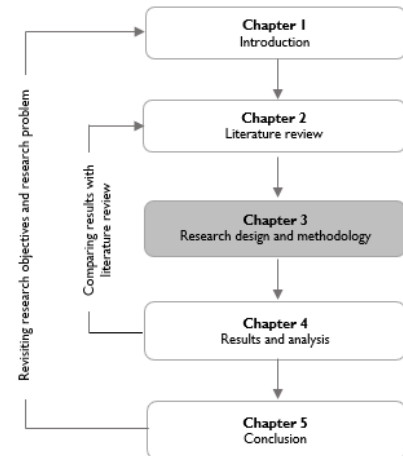 Chapter 1
Introduction
Chapter 2
Literature review
Chapter 3
Research design and methodology
Chapter 4
Results and analysis
Chapter 5
Conclusion
Revisiting research objectives and research problem
Comparing results with
literature review